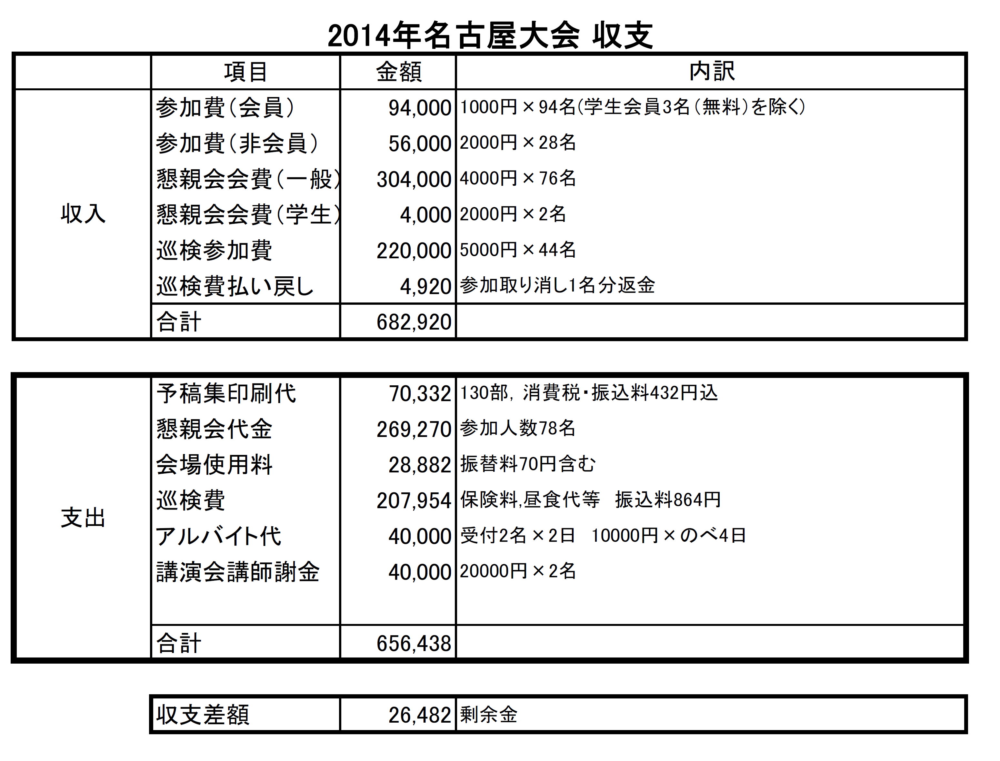 2014年名古屋大会 収支
項目 金額 内訳
参加費（会員） 94,000 1000円×94名(学生会員3名（無料）を除く)
参加費（非会員） 56,000 2000円×28名
懇親会会費（一般） 304,000 4000円×76名
収入
懇親会会費（学生） 4,000 2000円×2名
巡検参加費 220,000 5000円×44名
巡検費払い戻し 4,920 参加取り消し1名分返金
合計 682,920
予稿集印刷代 70,332 130部，消費税・振込料432円込
懇親会代金 269,270 参加人数78名
会場使用料 28,882 振替料70円含む
巡検費 207,954 保険料,昼食代等　振込料864円
支出
アルバイト代 40,000 受付2名×2日　10000円×のべ4日
講演会講師謝金 40,000 20000円×2名
合計 656,438
収支差額 26,482 剰余金